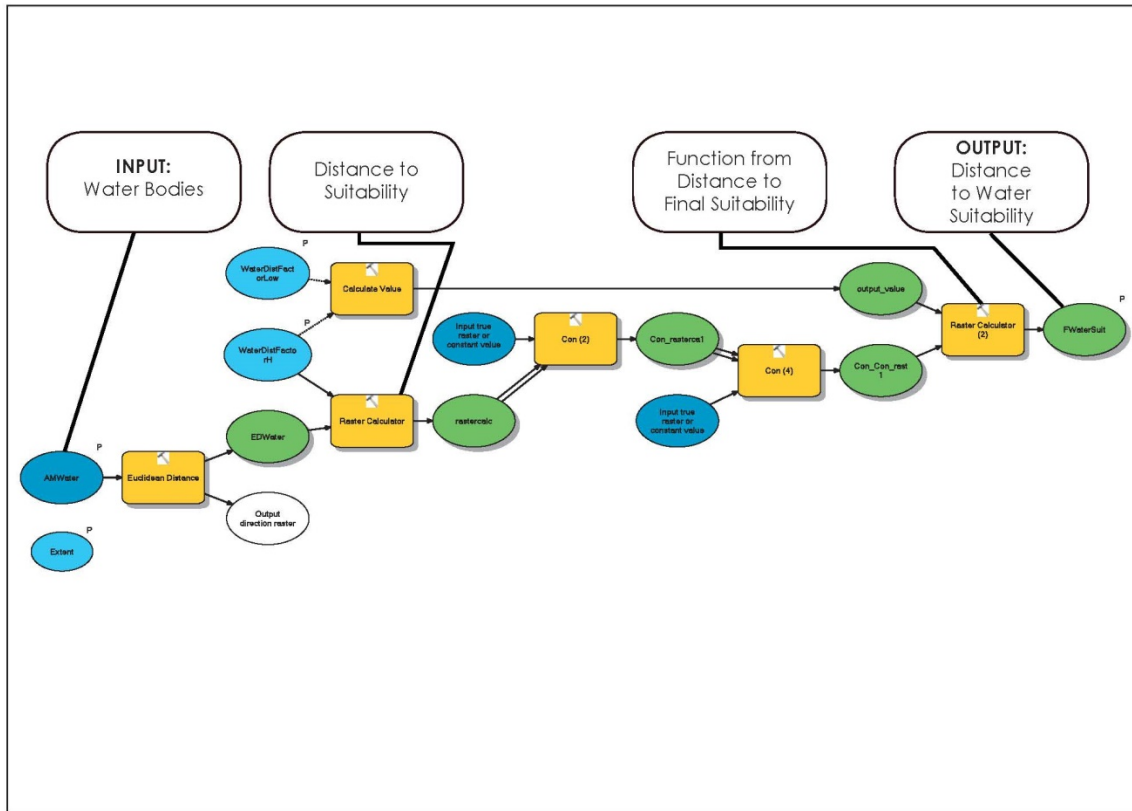 INPUT:
Water Bodies
Distance to
Suitability
Function from
Distance to
Final Suitability
OUTPUT:
Distance
to Water
Suitability
P
WaterDistFact
orLow
Calculate Value
P
WaterDistFacto
rH
Input true
raster or
constant value
Con (2)
Con_rasterca1
output_value
Raster Calculator
(2)
P
FWaterSuit
Con (4)
Con_Con_rast
1
Raster Calculator
rastercalc
Input true
raster or
constant value
EDWater
P
AMWater
Euclidean Distance
Output
direction raster
P
Extent